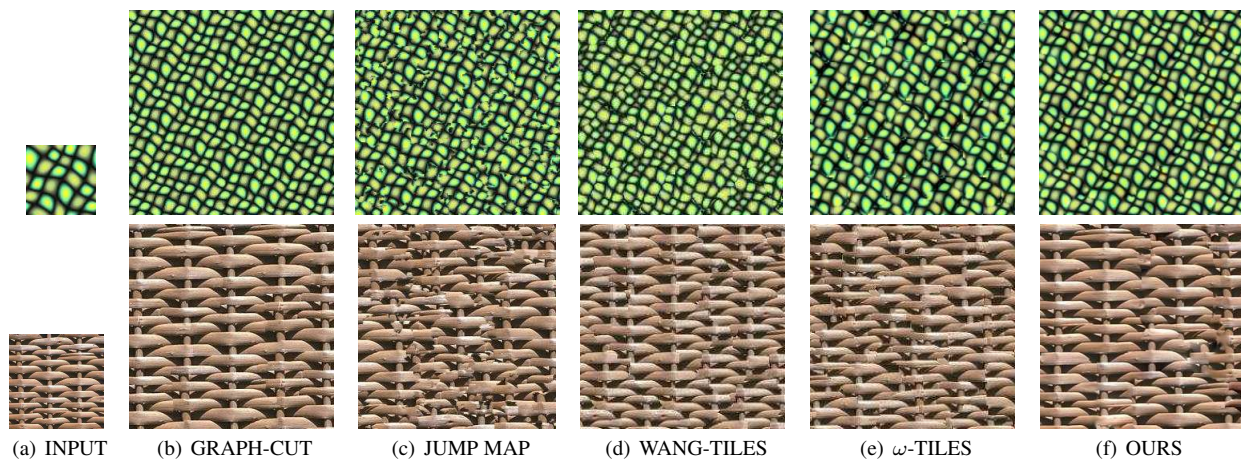 (a) INPUT (b) GRAPH-CUT (c) JUMP MAP (d) WANG-TILES (e) ω-TILES (f) OURS